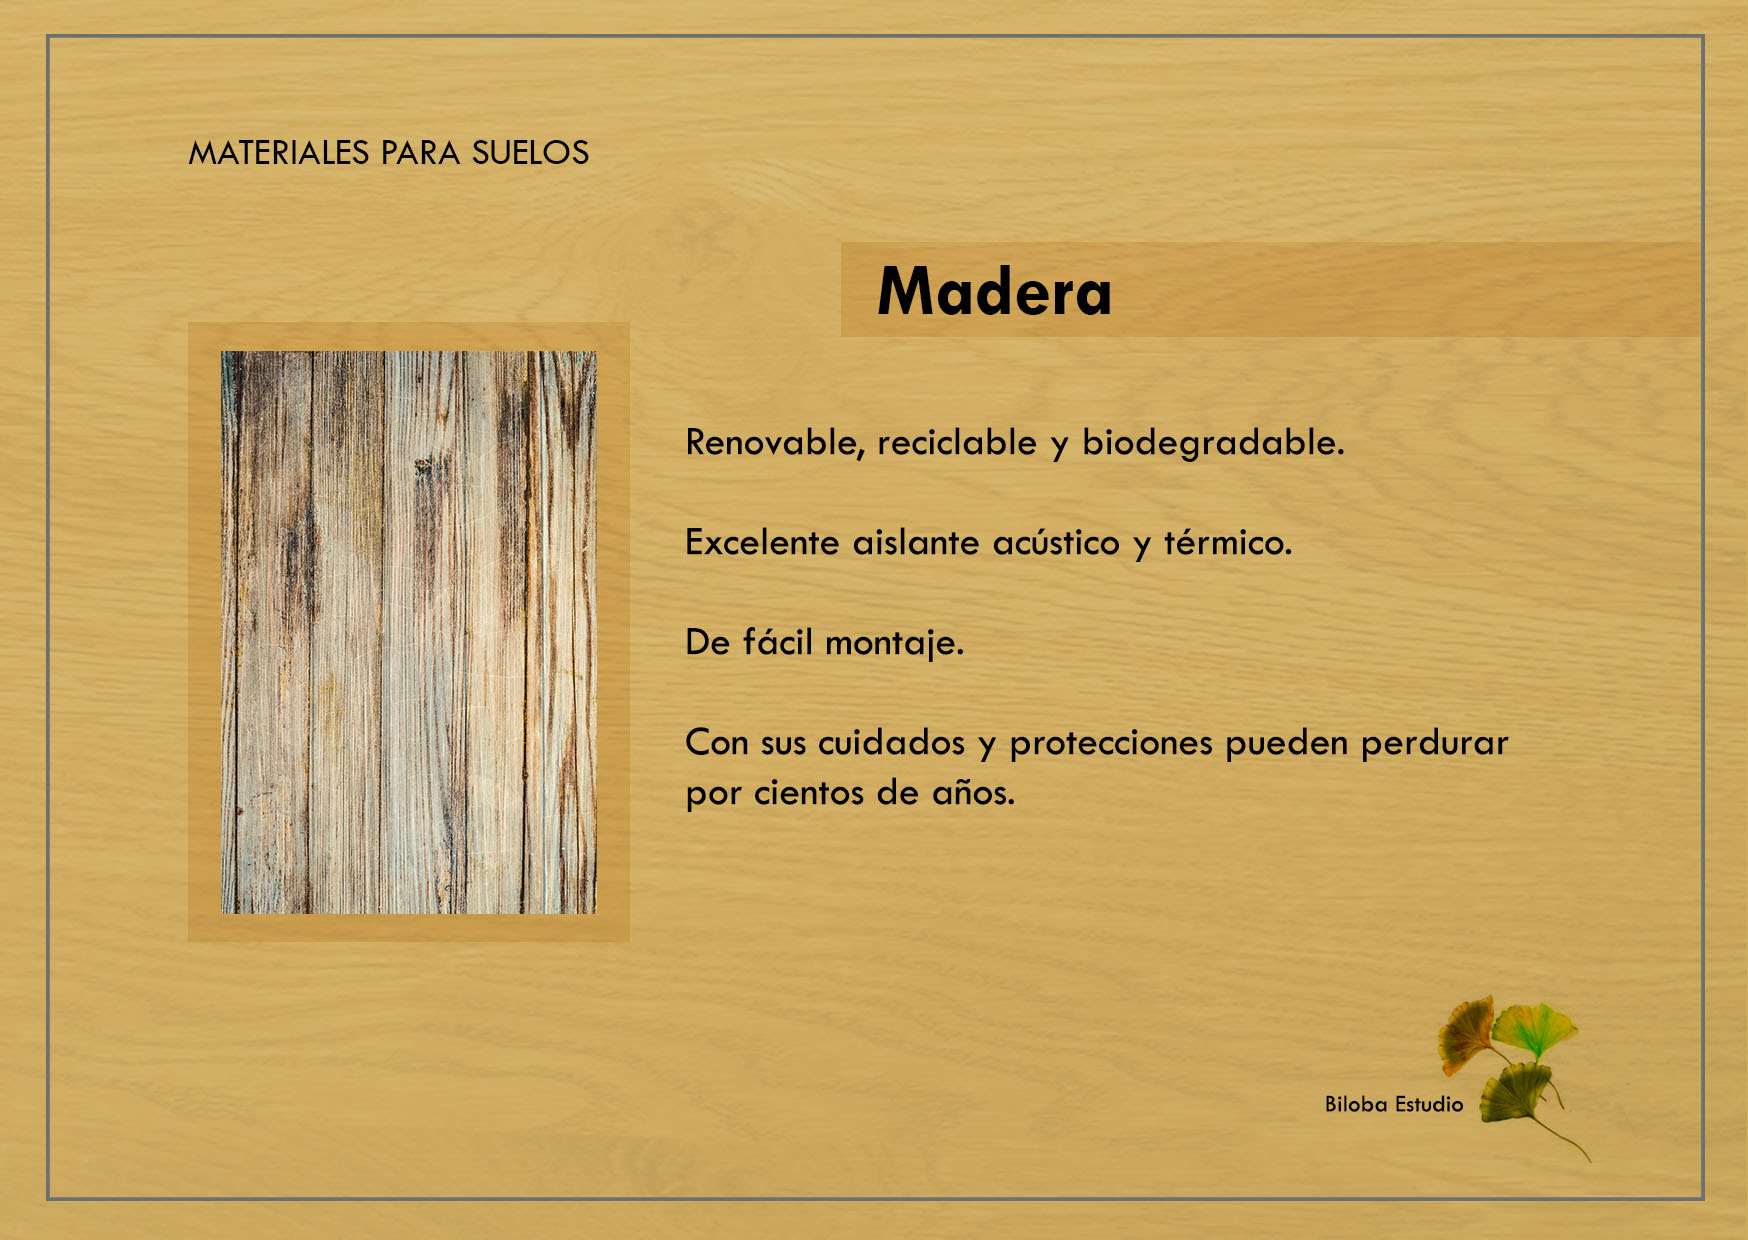 MATERIALES PARA SUELOS
Madera
Renovable, reciclable y biodegradable.
Excelente aislante acústico y térmico.
De fácil montaje.
Con sus cuidados y protecciones pueden perdurar
por cientos de años.
Biloba Estudio